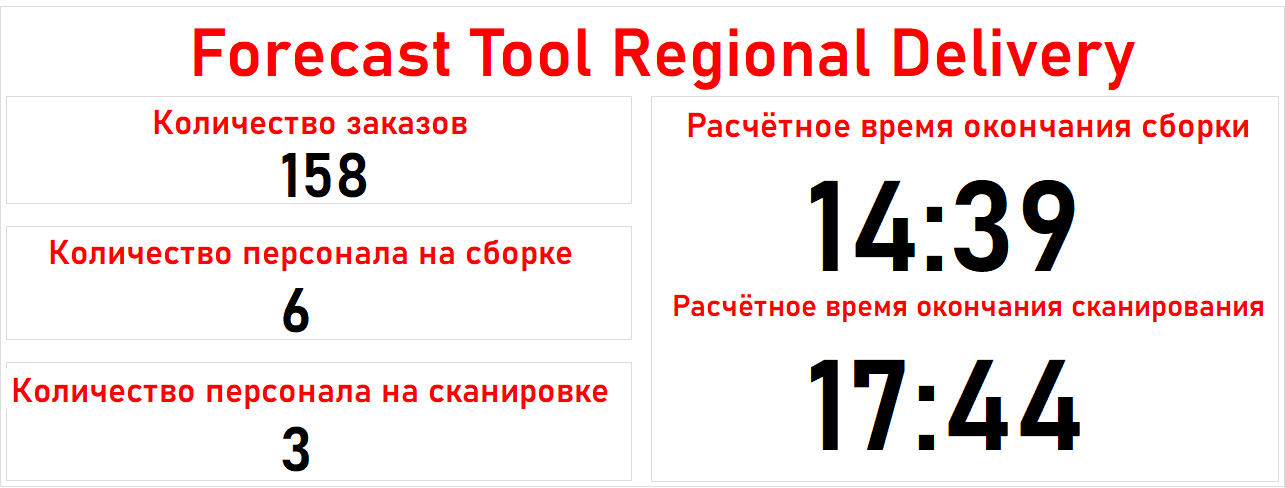 Forecast Tool Regional Delivery
Количество заказов
158
Количество персонала на сборке
6
Количество персонала на сканировке
3
Расчётное время окончания сборки
14:39
Расчётное время окончания сканирования
17:44